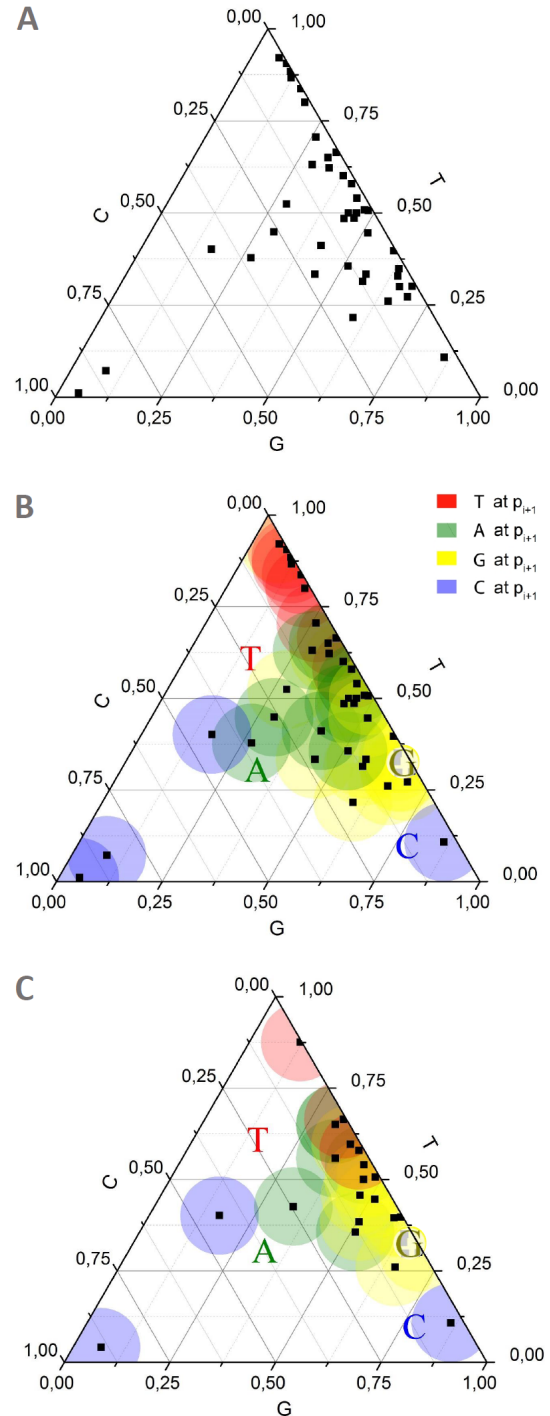 A
0,00 1,00
0,25 0,75
C T
0,50 0,50
0,75 0,25
1,00 0,00
0,00 0,25 0,50 0,75 1,00
G
B
T at pi+1
A at pi+1
G at pi+1
C at pi+1
0,00 1,00
0,25 0,75
T
C T
0,50 0,50
G
A
0,75 0,25
C
1,00 0,00
0,00 0,25 0,50 0,75 1,00
G
C
0,00 1,00
0,25 0,75
T
T
C 0,50 0,50
G
A
0,75 0,25
C
1,00 0,00
0,00 0,25 0,50 0,75 1,00
G